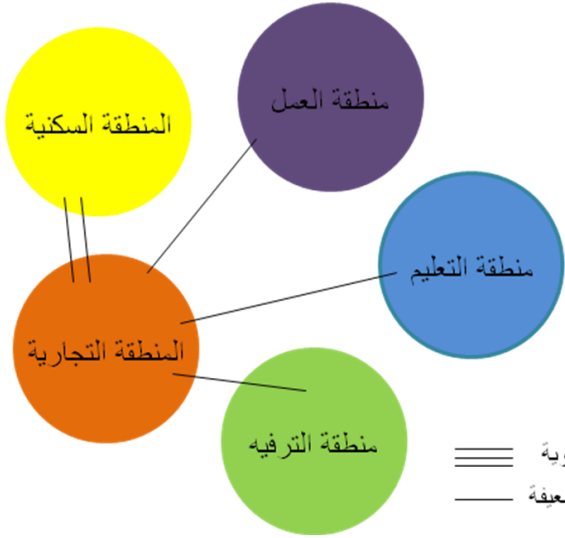 منطقة العمل
المنطقة السكنية
منطقة التعليم
المنطقة التجارية
منطقة الترفيه